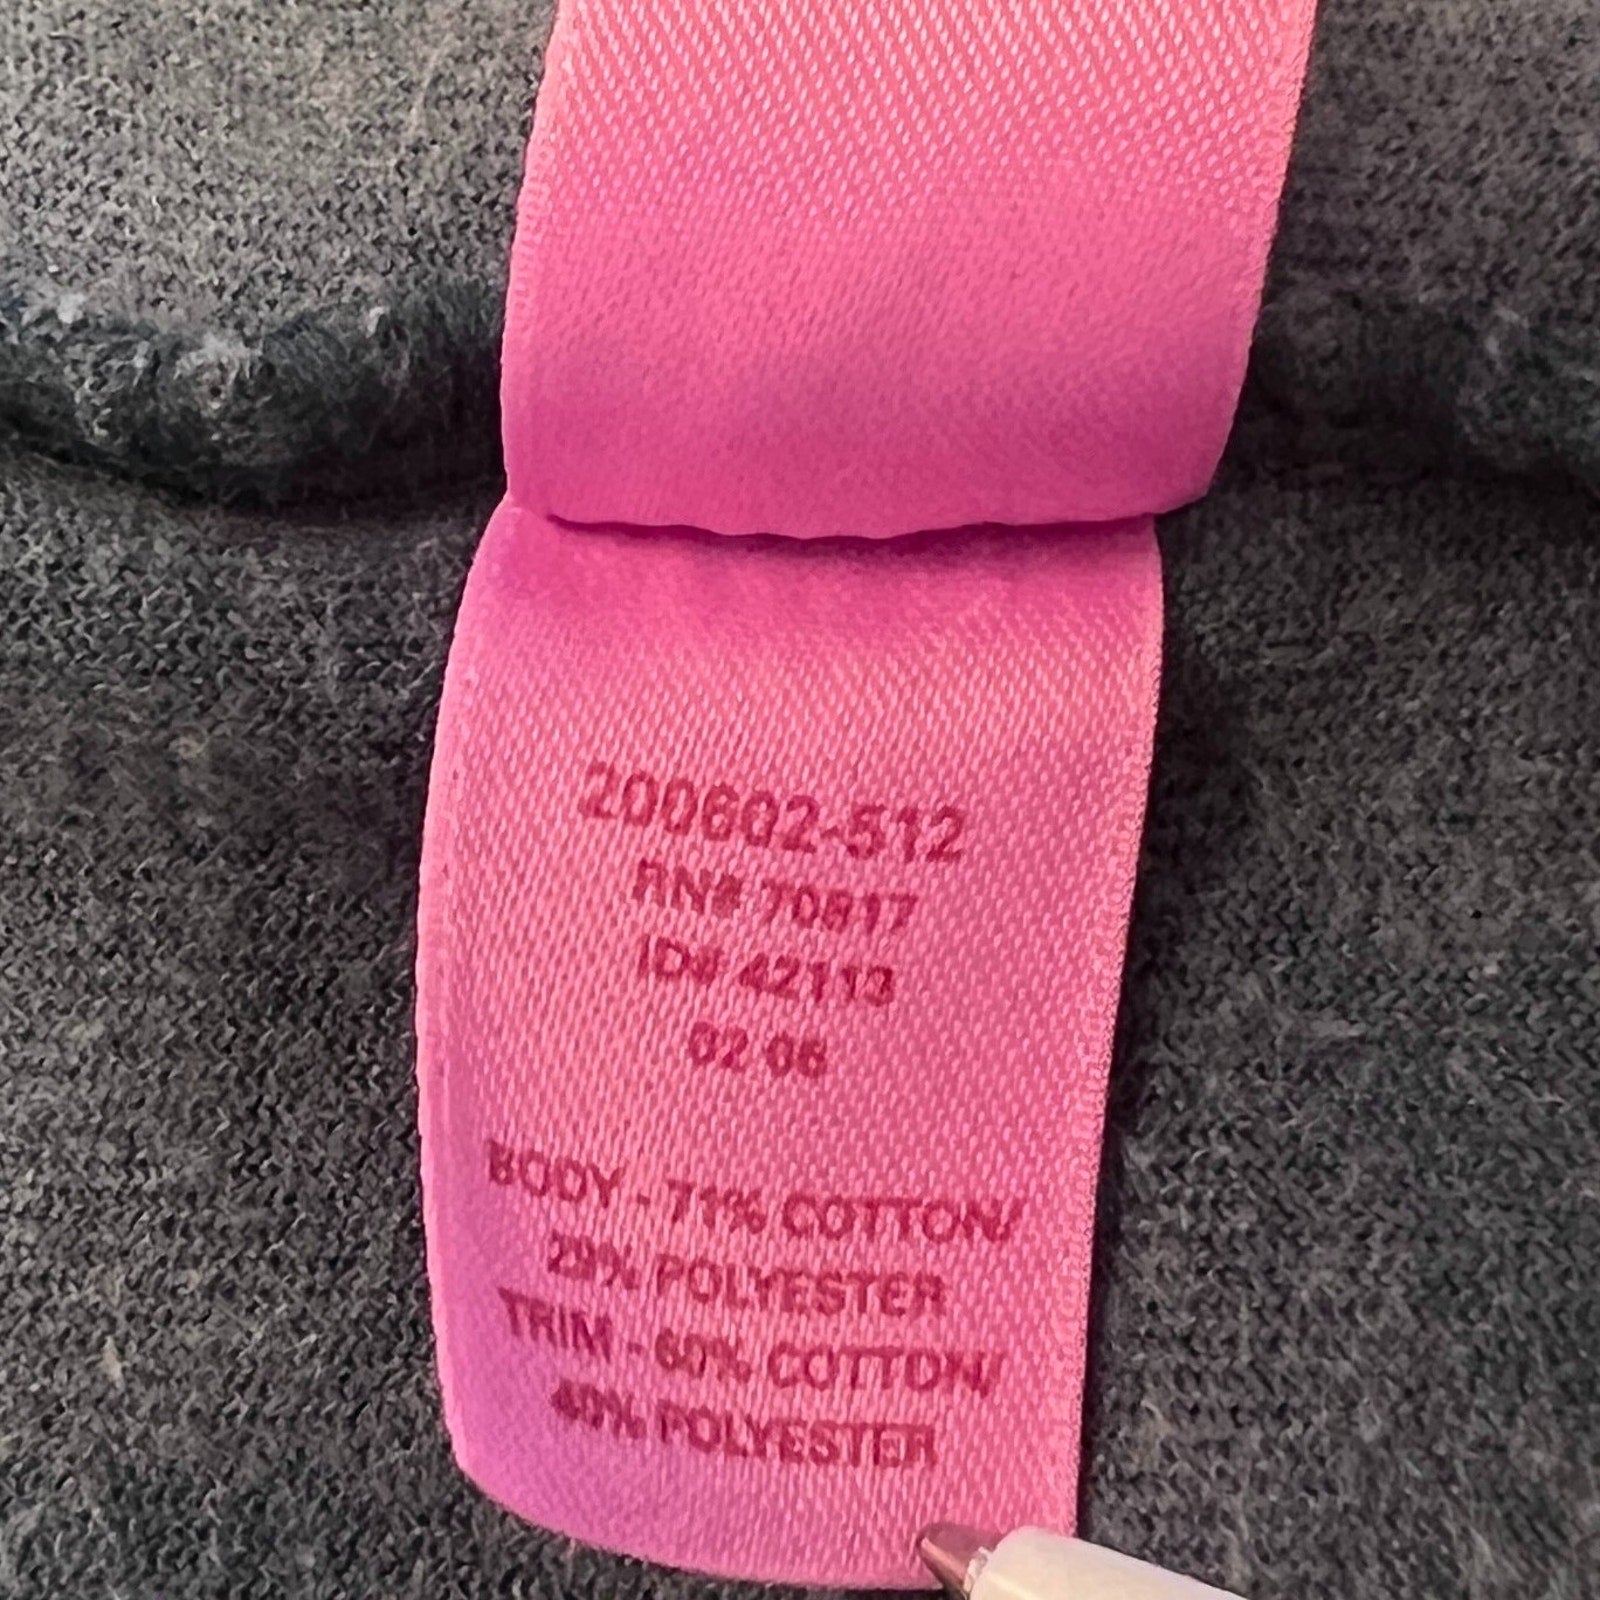 200602-512
RN# 70817
ID# 42113
02/06
BODY - 71% COTTON/
29% POLYESTER
TRIM - 60% COTTON/
40% POLYESTER